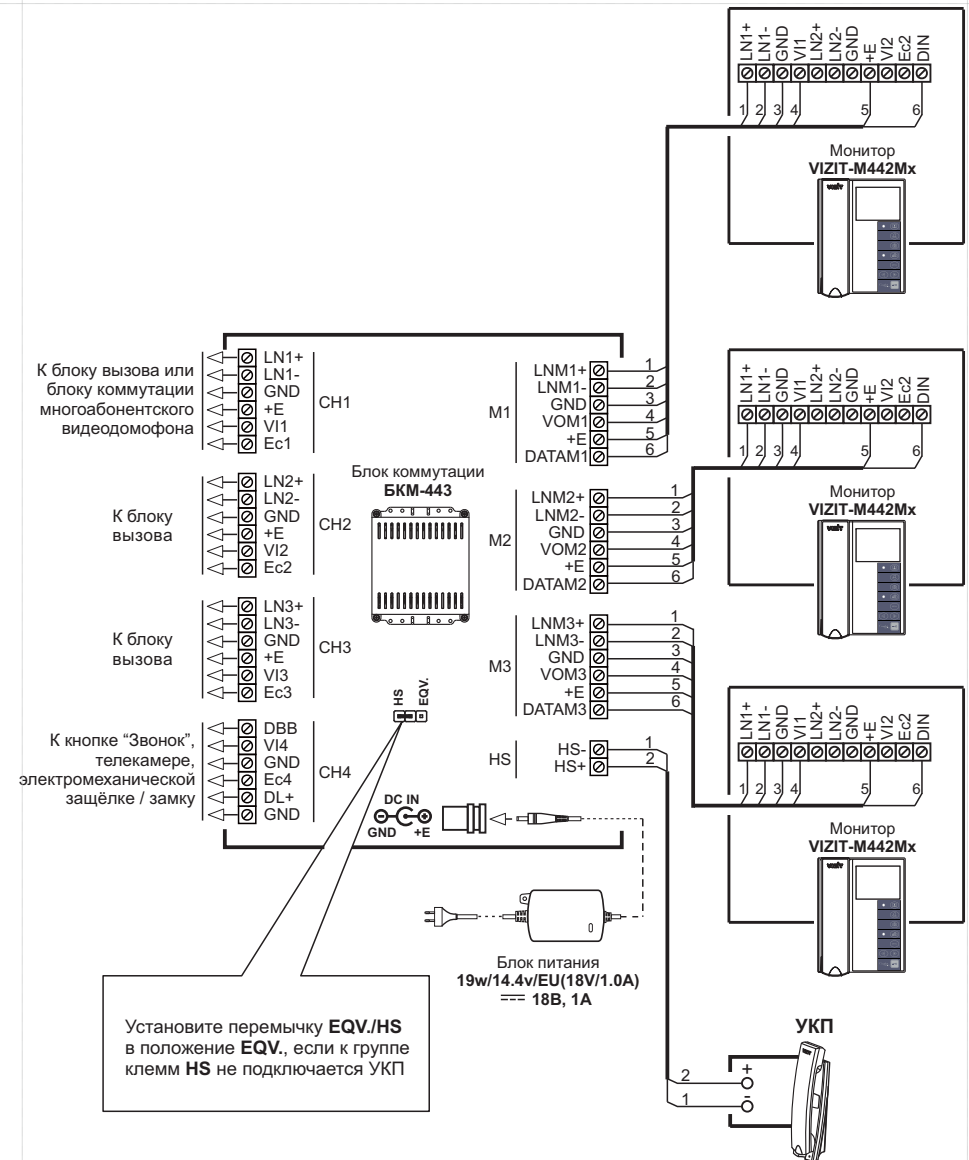 LN1+
LN1-
GND
VI1
LN2+
LN2-
GND
+E
VI2
Ec2
DIN
1 2 3 4 5 6
Монитор
VIZIT-M442Mx
К блоку вызова или
блоку коммутации
многоабонентского
видеодомофона
LN1+
LN1-
GND
+E
VI1
Ec1
CH1
К блоку
вызова
LN2+
LN2-
GND
+E
VI2
Ec2
CH2
К блоку
вызова
LN3+
LN3-
GND
+E
VI3
Ec3
CH3
К кнопке “Звонок”,
телекамере,
электромеханической
защёлке / замку
DBB
VI4
GND
Ec4
DL+
GND
CH4
Блок коммутации
БКМ-443
HS
EQV.
DC IN
GND +E
M1
LNM1+ 1
LNM1- 2
GND 3
VOM1 4
+E 5
DATAM1 6
M2
LNM2+ 1
LNM2- 2
GND 3
VOM2 4
+E 5
DATAM2 6
M3
LNM3+ 1
LNM3- 2
GND 3
VOM3 4
+E 5
DATAM3 6
HS
HS- 1
HS+ 2
LN1+
LN1-
GND
VI1
LN2+
LN2-
GND
+E
VI2
Ec2
DIN
1 2 3 4 5 6
Монитор
VIZIT-M442Mx
LN1+
LN1-
GND
VI1
LN2+
LN2-
GND
+E
VI2
Ec2
DIN
1 2 3 4 5 6
Монитор
VIZIT-M442Mx
Блок питания
19w/14.4v/EU(18V/1.0A)
18В, 1А
Установите перемычку EQV./HS
в положение EQV., если к группе
клемм HS не подключается УКП
УКП
2 +
1 -